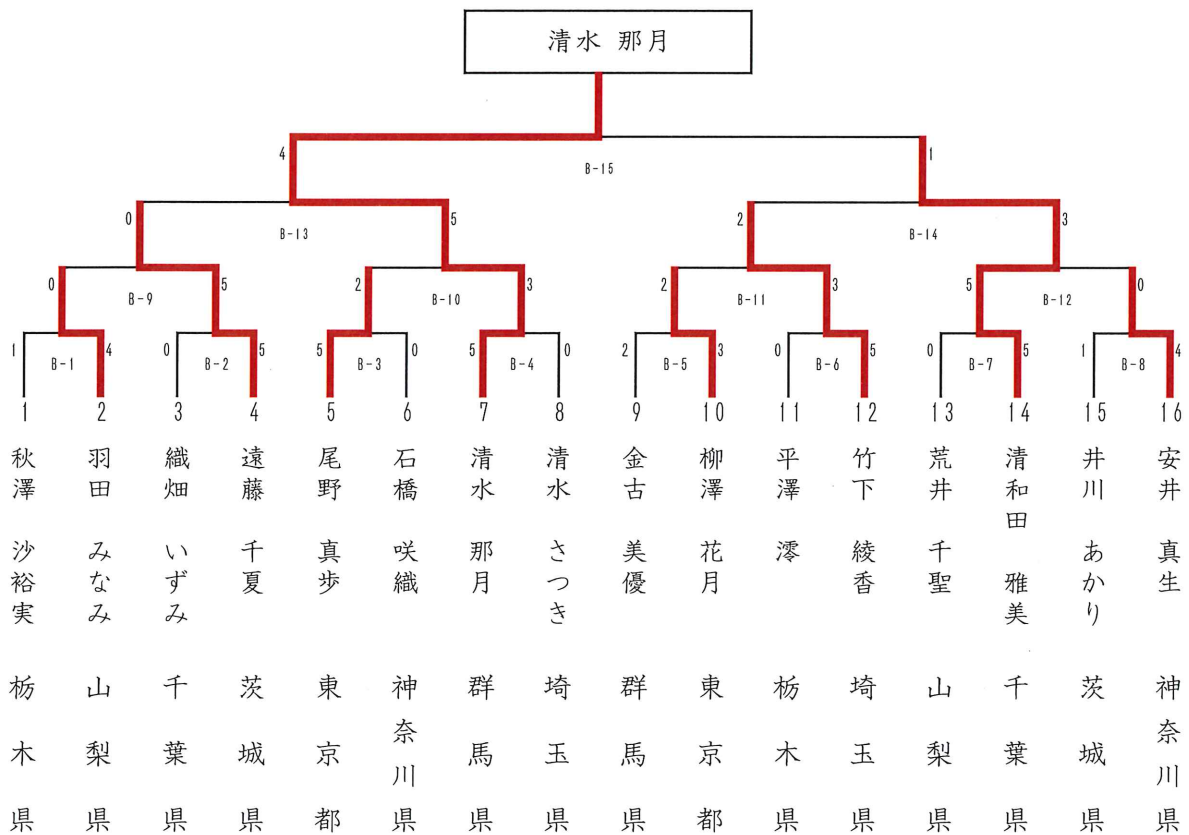 清水 那月
4 B-15 1
0 B-13 5 2 B-14 3
0 B-9 5 2 B-10 3 2 B-11 3 5 B-12 0
1 B-1 4 0 B-2 5 5 B-3 0 5 B-4 0 2 B-5 3 0 B-6 5 0 B-7 5 1 B-8 4
1 2 3 4 5 6 7 8 9 10 11 12 13 14 15 16
秋澤 沙裕実 栃木県
羽田 みなみ 山梨県
織畑 いずみ 千葉県
遠藤 千夏 茨城県
尾野 真歩 東京都
石橋 咲織 神奈川県
清水 那月 群馬県
清水 さつき 埼玉県
金古 美優 群馬県
柳澤 花月 東京都
平澤 澪 栃木県
竹下 綾香 埼玉県
荒井 千聖 山梨県
清和田 雅美 千葉県
井川 あかり 茨城県
安井 真生 神奈川県